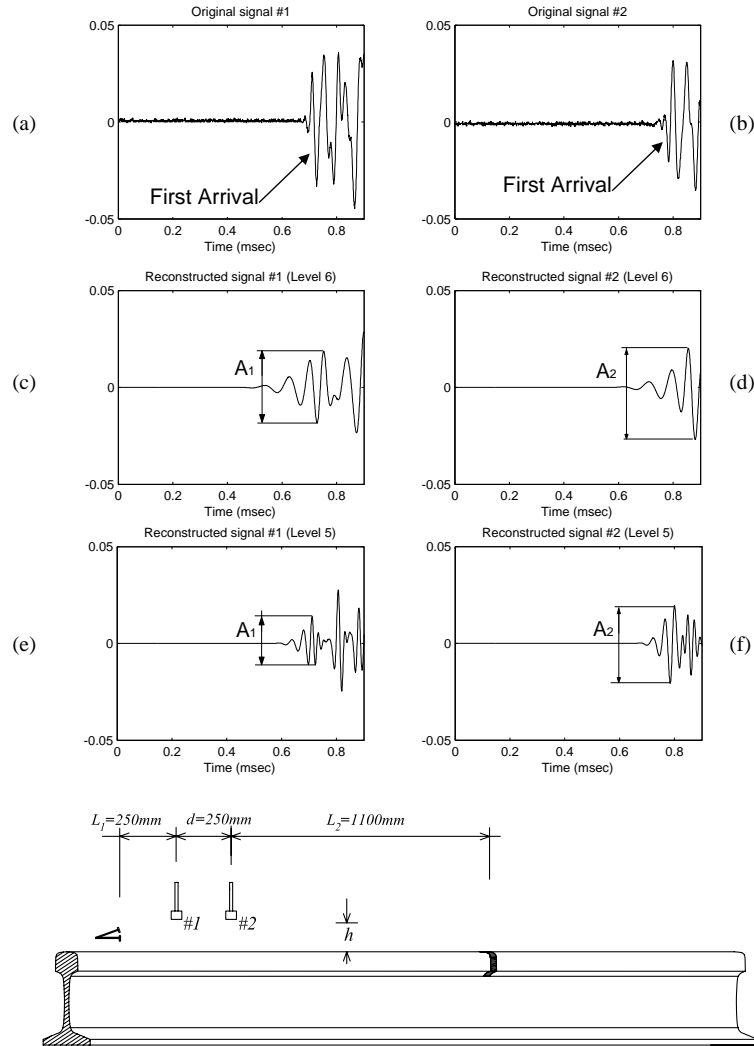 Original signal #1
Original signal #2
0.05
0
-0.05
0 0.2 0.4 0.6 0.8
Time (msec)
First Arrival
(a)
0.05
0
-0.05
0 0.2 0.4 0.6 0.8
Time (msec)
First Arrival
(b)
Reconstructed signal #1 (Level 6)
Reconstructed signal #2 (Level 6)
0.05
0
-0.05
0 0.2 0.4 0.6 0.8
Time (msec)
A1
(c)
0.05
0
-0.05
0 0.2 0.4 0.6 0.8
Time (msec)
A2
(d)
Reconstructed signal #1 (Level 5)
Reconstructed signal #2 (Level 5)
0.05
0
-0.05
0 0.2 0.4 0.6 0.8
Time (msec)
A1
(e)
0.05
0
-0.05
0 0.2 0.4 0.6 0.8
Time (msec)
A2
(f)
L1=250mm d=250mm L2=1100mm
#1 #2
h